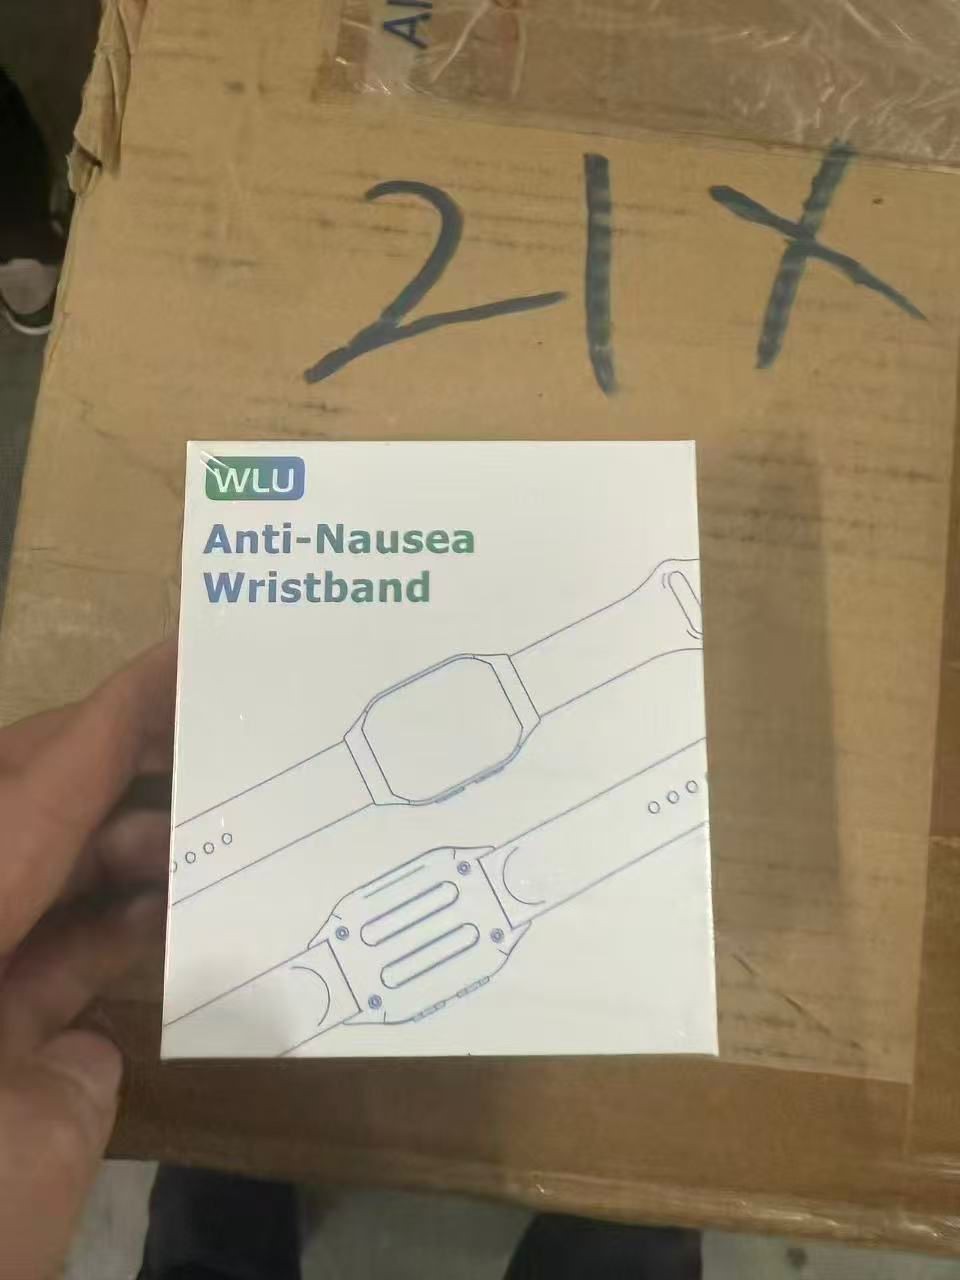 21X
WLU
Anti-Nausea
Wristband